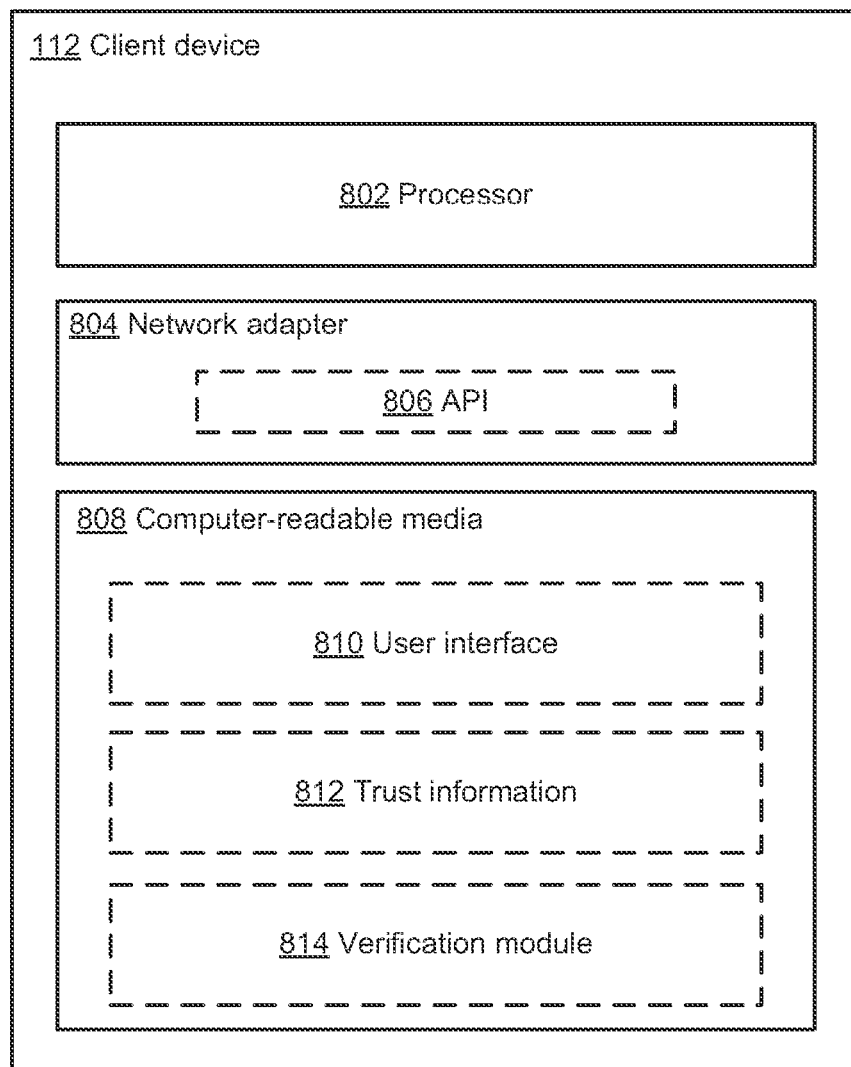 112 Client device
802 Processor
804 Network adapter
806 API
808 Computer-readable media
810 User interface
812 Trust information
814 Verification module